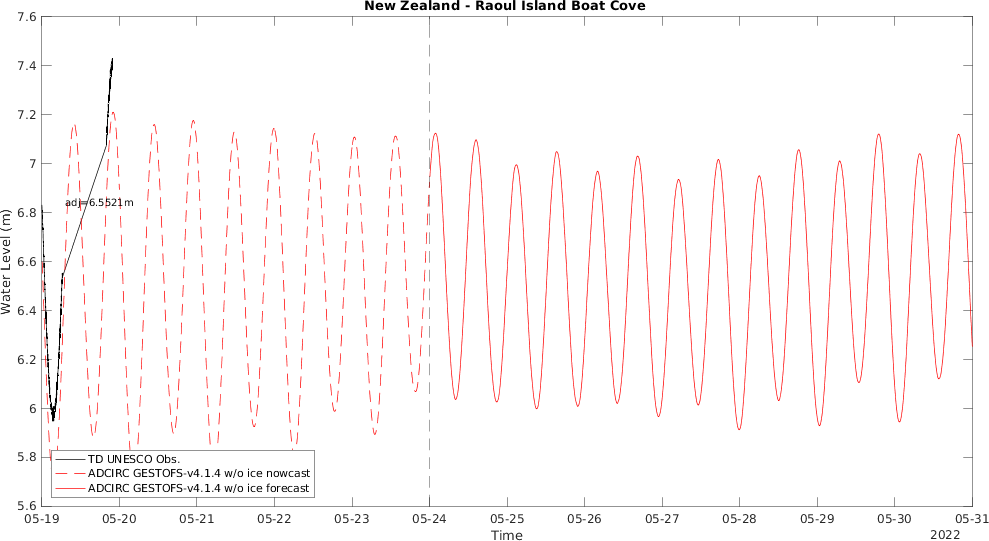 New Zealand - Raoul Island Boat Cove
7.6
7.4
7.2
7
6.8
6.6
6.4
6.2
6
5.8
5.6
Water Level (m)
adj=6.5521m
TD UNESCO Obs.
ADCIRC GESTOFS-v4.1.4 w/o ice nowcast
ADCIRC GESTOFS-v4.1.4 w/o ice forecast
05-19 05-20 05-21 05-22 05-23 05-24 05-25 05-26 05-27 05-28 05-29 05-30 05-31
Time
2022